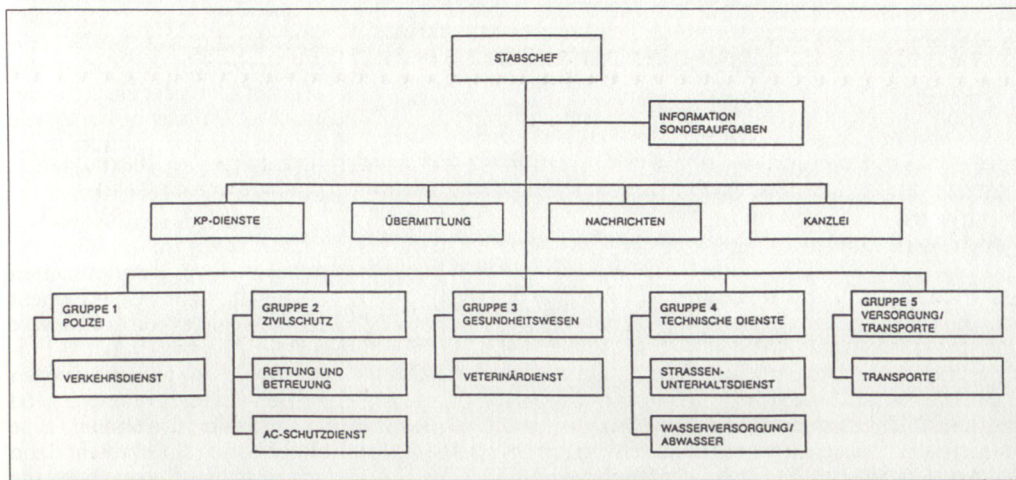 STABSCHEF
INFORMATION
SONDERAUFGABEN
KP-DIENSTE
ÜBERMITTLUNG
NACHRICHTEN
KANZLEI
GRUPPE 1
POLIZEI
GRUPPE 2
ZIVILSCHUTZ
GRUPPE 3
GESUNDHEITSWESEN
GRUPPE 4
TECHNISCHE DIENSTE
GRUPPE 5
VERSORGUNG/
TRANSPORTE
VERKEHRSDIENST
RETTUNG UND
BETREUUNG
VETERINÄRDIENST
STRASSEN-
UNTERHALTSDIENST
TRANSPORTE
AC-SCHUTZDIENST
WASSERVERSORGUNG/
ABWASSER